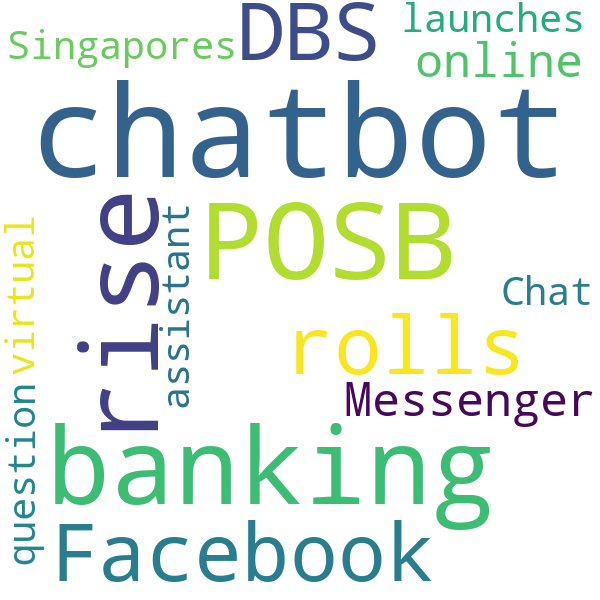 Singapores
DBS
launches
online
chatbot
rise
POSB
virtual
assistant
Chat
rolls
Messenger
question
banking
Facebook